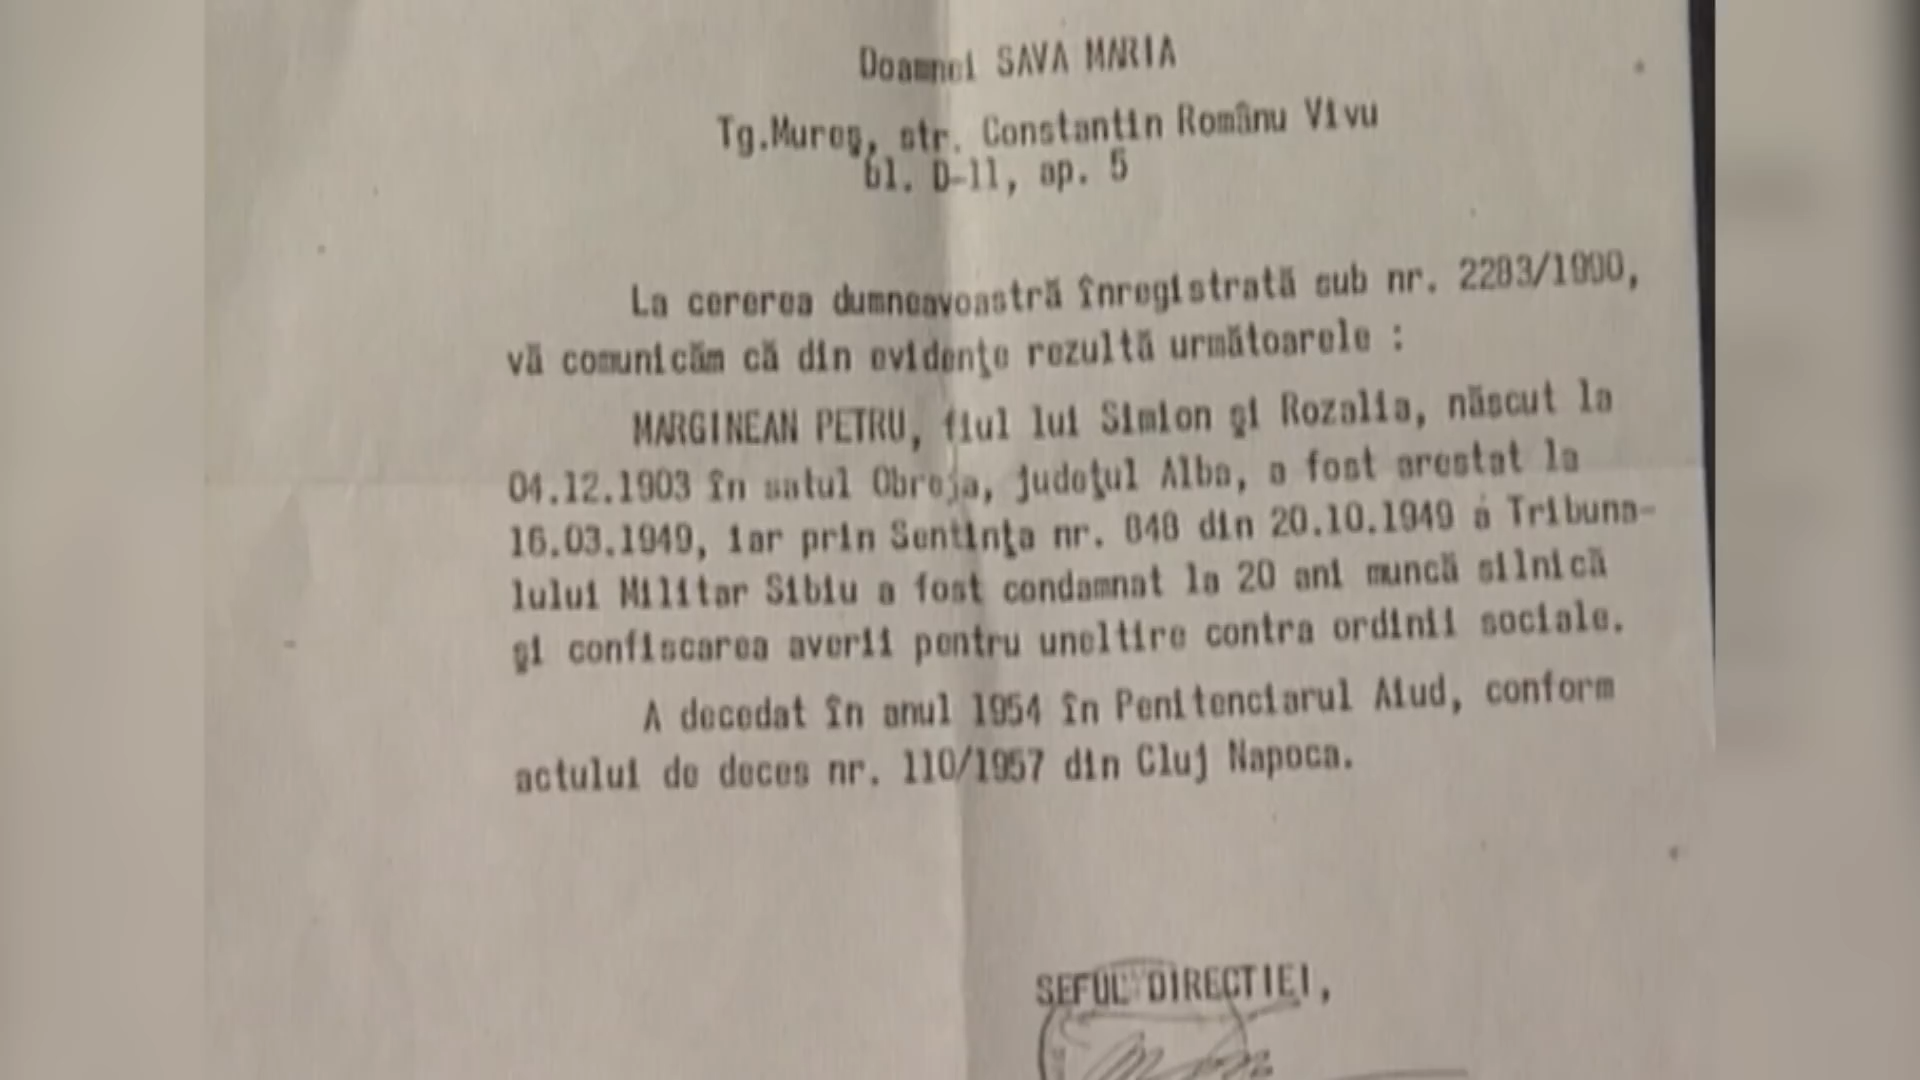 Doamnei SAVA MARIA
Tg.Mureş, str. Constantin Românu Vivu
bl. D-11, ap. 5
La cererea dumneavoastră înregistrată sub nr. 2283/1990,
vă comunicăm că din evidenţe rezultă următoarele :
MARGINEAN PETRU, fiul lui Simion şi Rozalia, născut la
04.12.1903 în satul Obreja, judeţul Alba, a fost arestat la
16.03.1949, iar prin Sentinţa nr. 848 din 20.10.1949 a Tribuna-
lului Militar Sibiu a fost condamnat la 20 ani muncă silnică
şi confiscarea averii pentru uneltire contra ordinii sociale.
A decedat în anul 1954 în Penitenciarul Aiud, conform
actului de deces nr. 110/1957 din Cluj Napoca.
SEFUL DIRECTIEI,